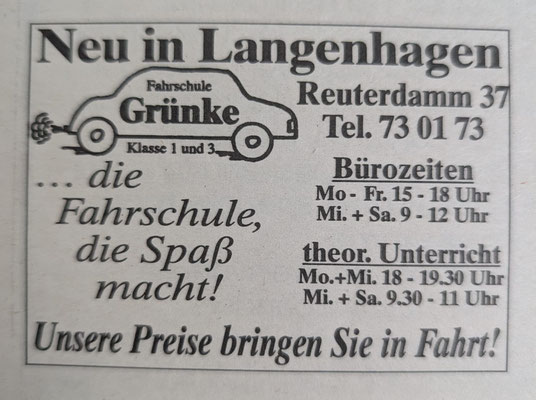 Neu in Langenhagen
Fahrschule
Grünke
Klasse 1 und 3
Reuterdamm 37
Tel. 73 01 73
... die
Fahrschule,
die Spaß
macht!
Bürozeiten
Mo - Fr. 15 - 18 Uhr
Mi. + Sa. 9 - 12 Uhr
theor. Unterricht
Mo.+Mi. 18 - 19.30 Uhr
Mi. + Sa. 9.30 - 11 Uhr
Unsere Preise bringen Sie in Fahrt!